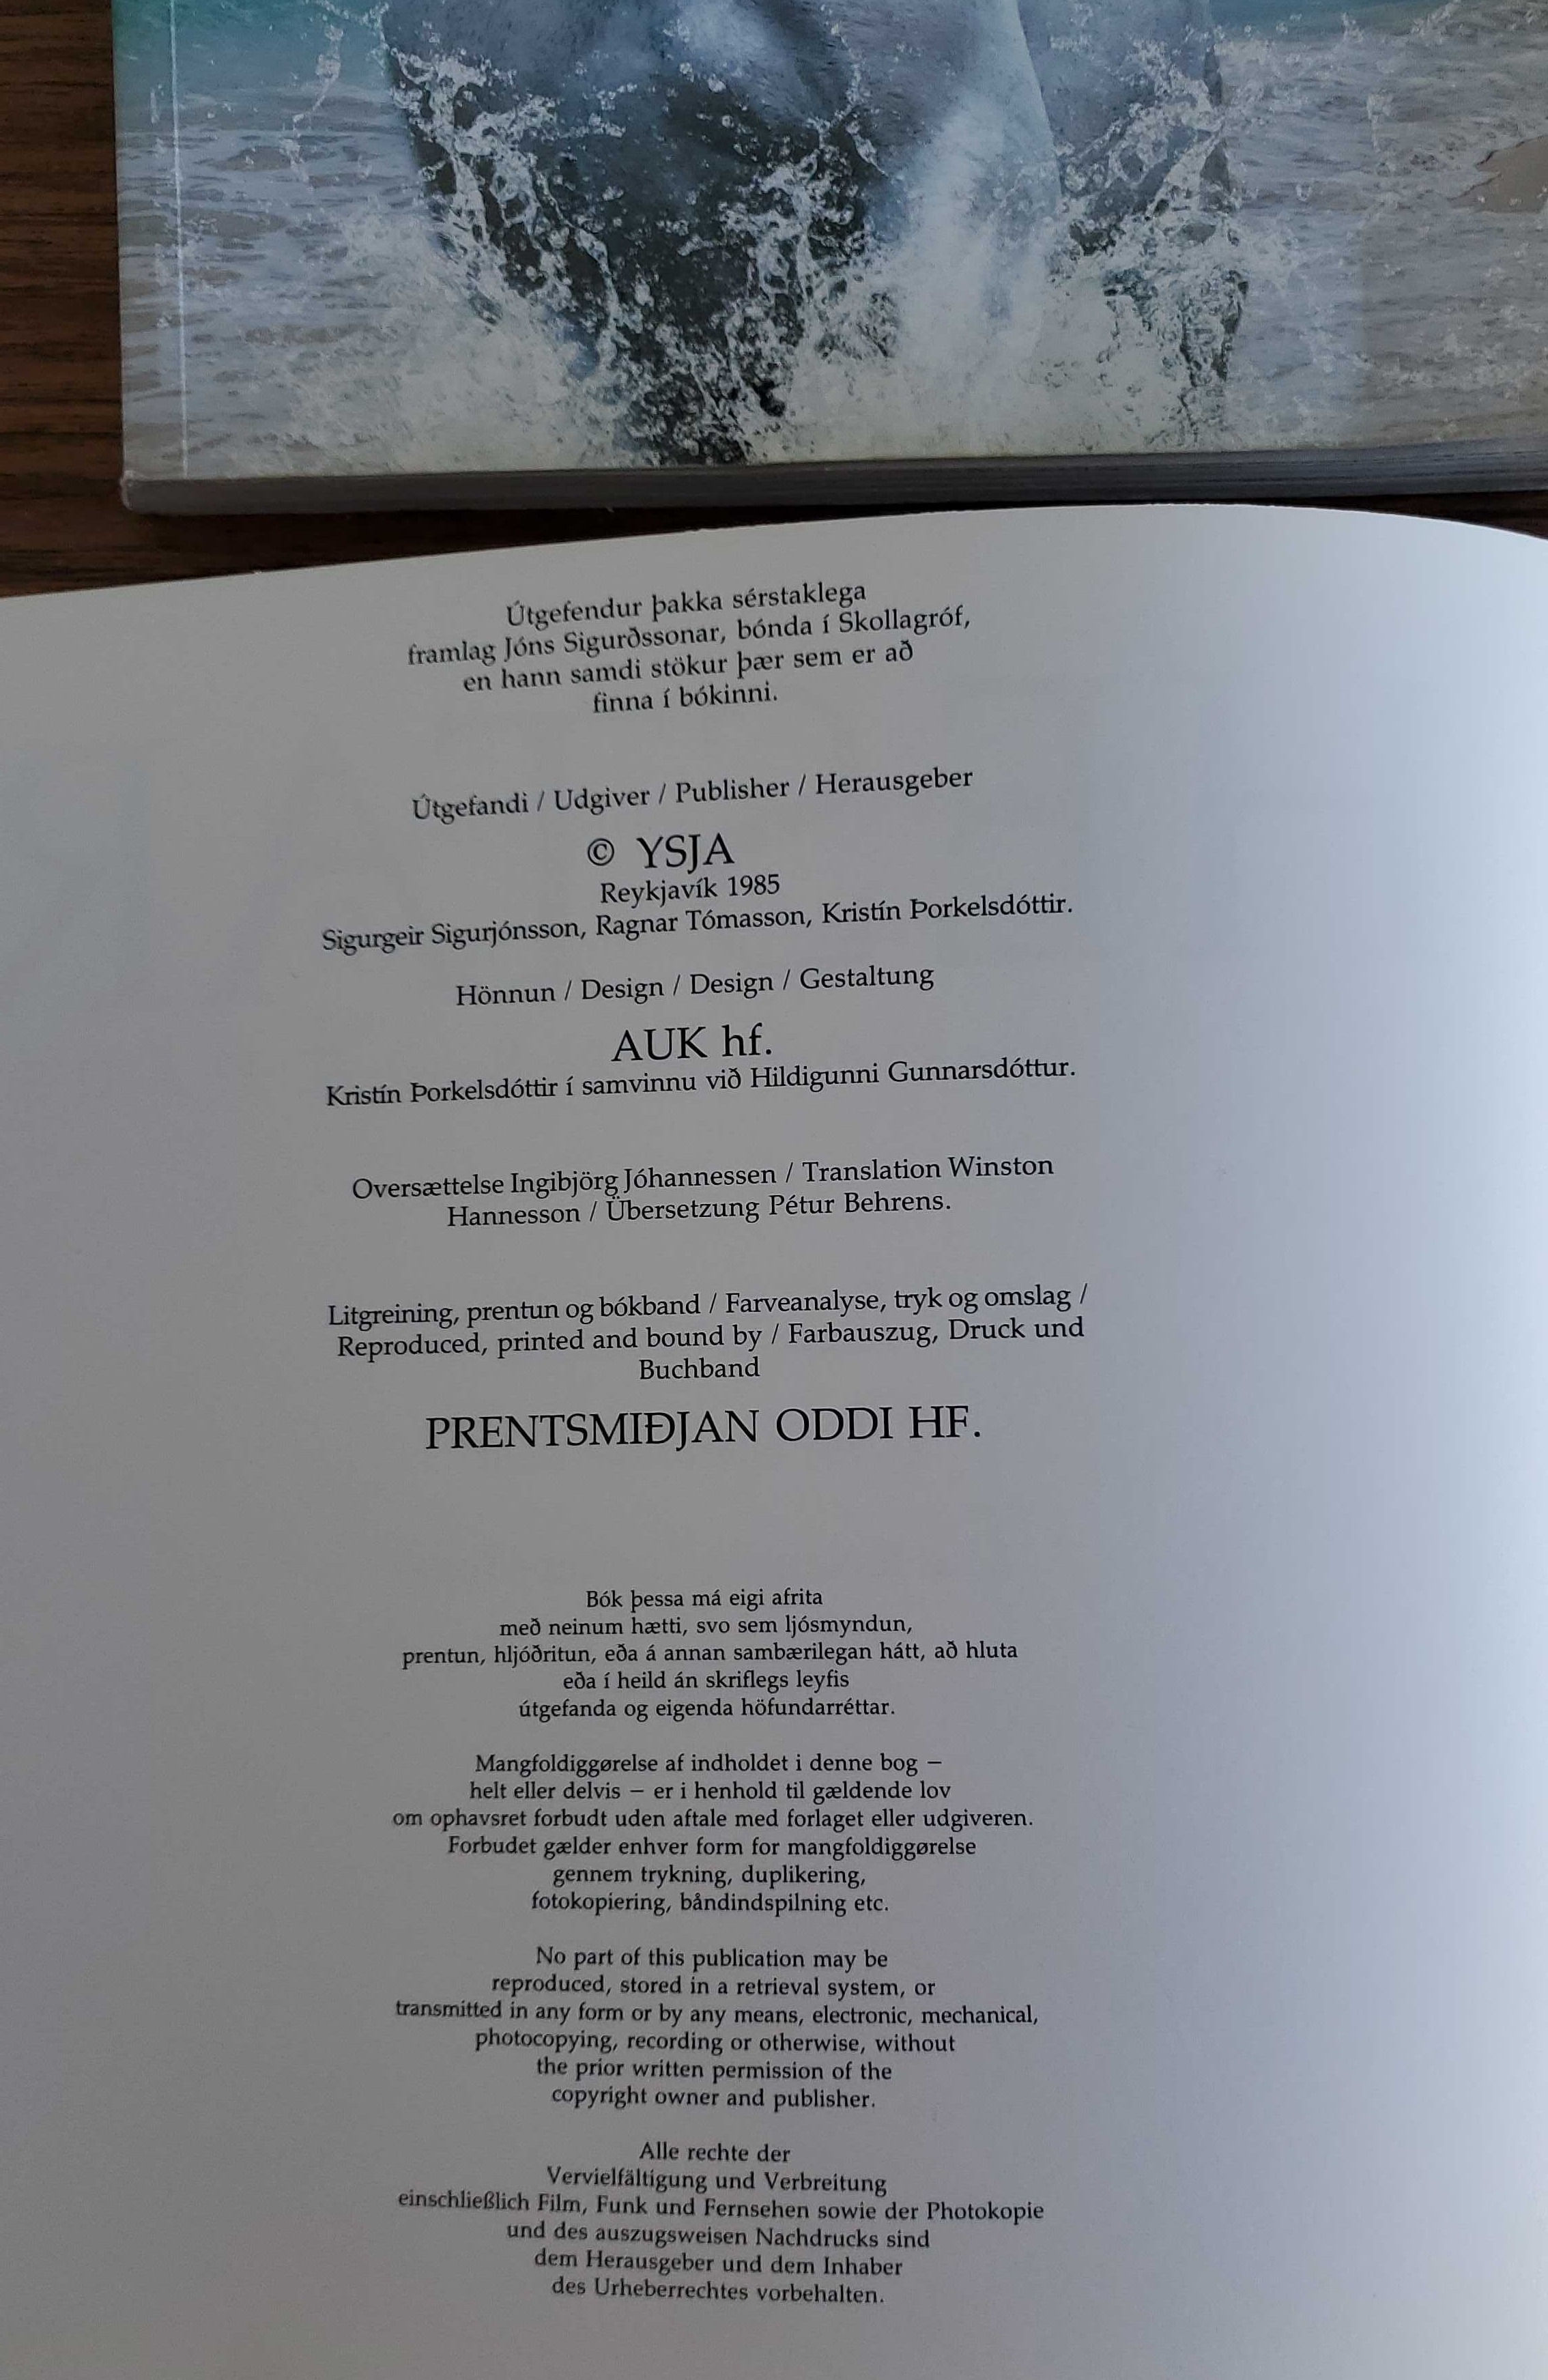 Útgefendur þakka sérstaklega
framlag Jóns Sigurðssonar, bónda í Skollagróf,
en hann samdi stökur þær sem er að
finna í bókinni.
Útgefandi / Udgiver / Publisher / Herausgeber
© YSJA
Reykjavík 1985
Sigurgeir Sigurjónsson, Ragnar Tómasson, Kristín Þorkelsdóttir.
Hönnun / Design / Design / Gestaltung
AUK hf.
Kristín Þorkelsdóttir í samvinnu við Hildigunni Gunnarsdóttur.
Oversættelse Ingibjörg Jóhannessen / Translation Winston
Hannesson / Übersetzung Pétur Behrens.
Litgreining, prentun og bókband / Farveanalyse, tryk og omslag /
Reproduced, printed and bound by / Farbauszug, Druck und
Buchband
PRENTSMIÐJAN ODDI HF.
Bók þessa má eigi afrita
með neinum hætti, svo sem ljósmyndun,
prentun, hljóðritun, eða á annan sambærilegan hátt, að hluta
eða í heild án skriflegs leyfis
útgefanda og eigenda höfundarréttar.
Mangfoldiggørelse af indholdet i denne bog –
helt eller delvis – er i henhold til gældende lov
om ophavsret forbudt uden aftale med forlaget eller udgiveren.
Forbudet gælder enhver form for mangfoldiggørelse
gennem trykning, duplikering,
fotokopiering, båndindspilning etc.
No part of this publication may be
reproduced, stored in a retrieval system, or
transmitted in any form or by any means, electronic, mechanical,
photocopying, recording or otherwise, without
the prior written permission of the
copyright owner and publisher.
Alle rechte der
Vervielfältigung und Verbreitung
einschließlich Film, Funk und Fernsehen sowie der Photokopie
und des auszugsweisen Nachdrucks sind
dem Herausgeber und dem Inhaber
des Urheberrechtes vorbehalten.